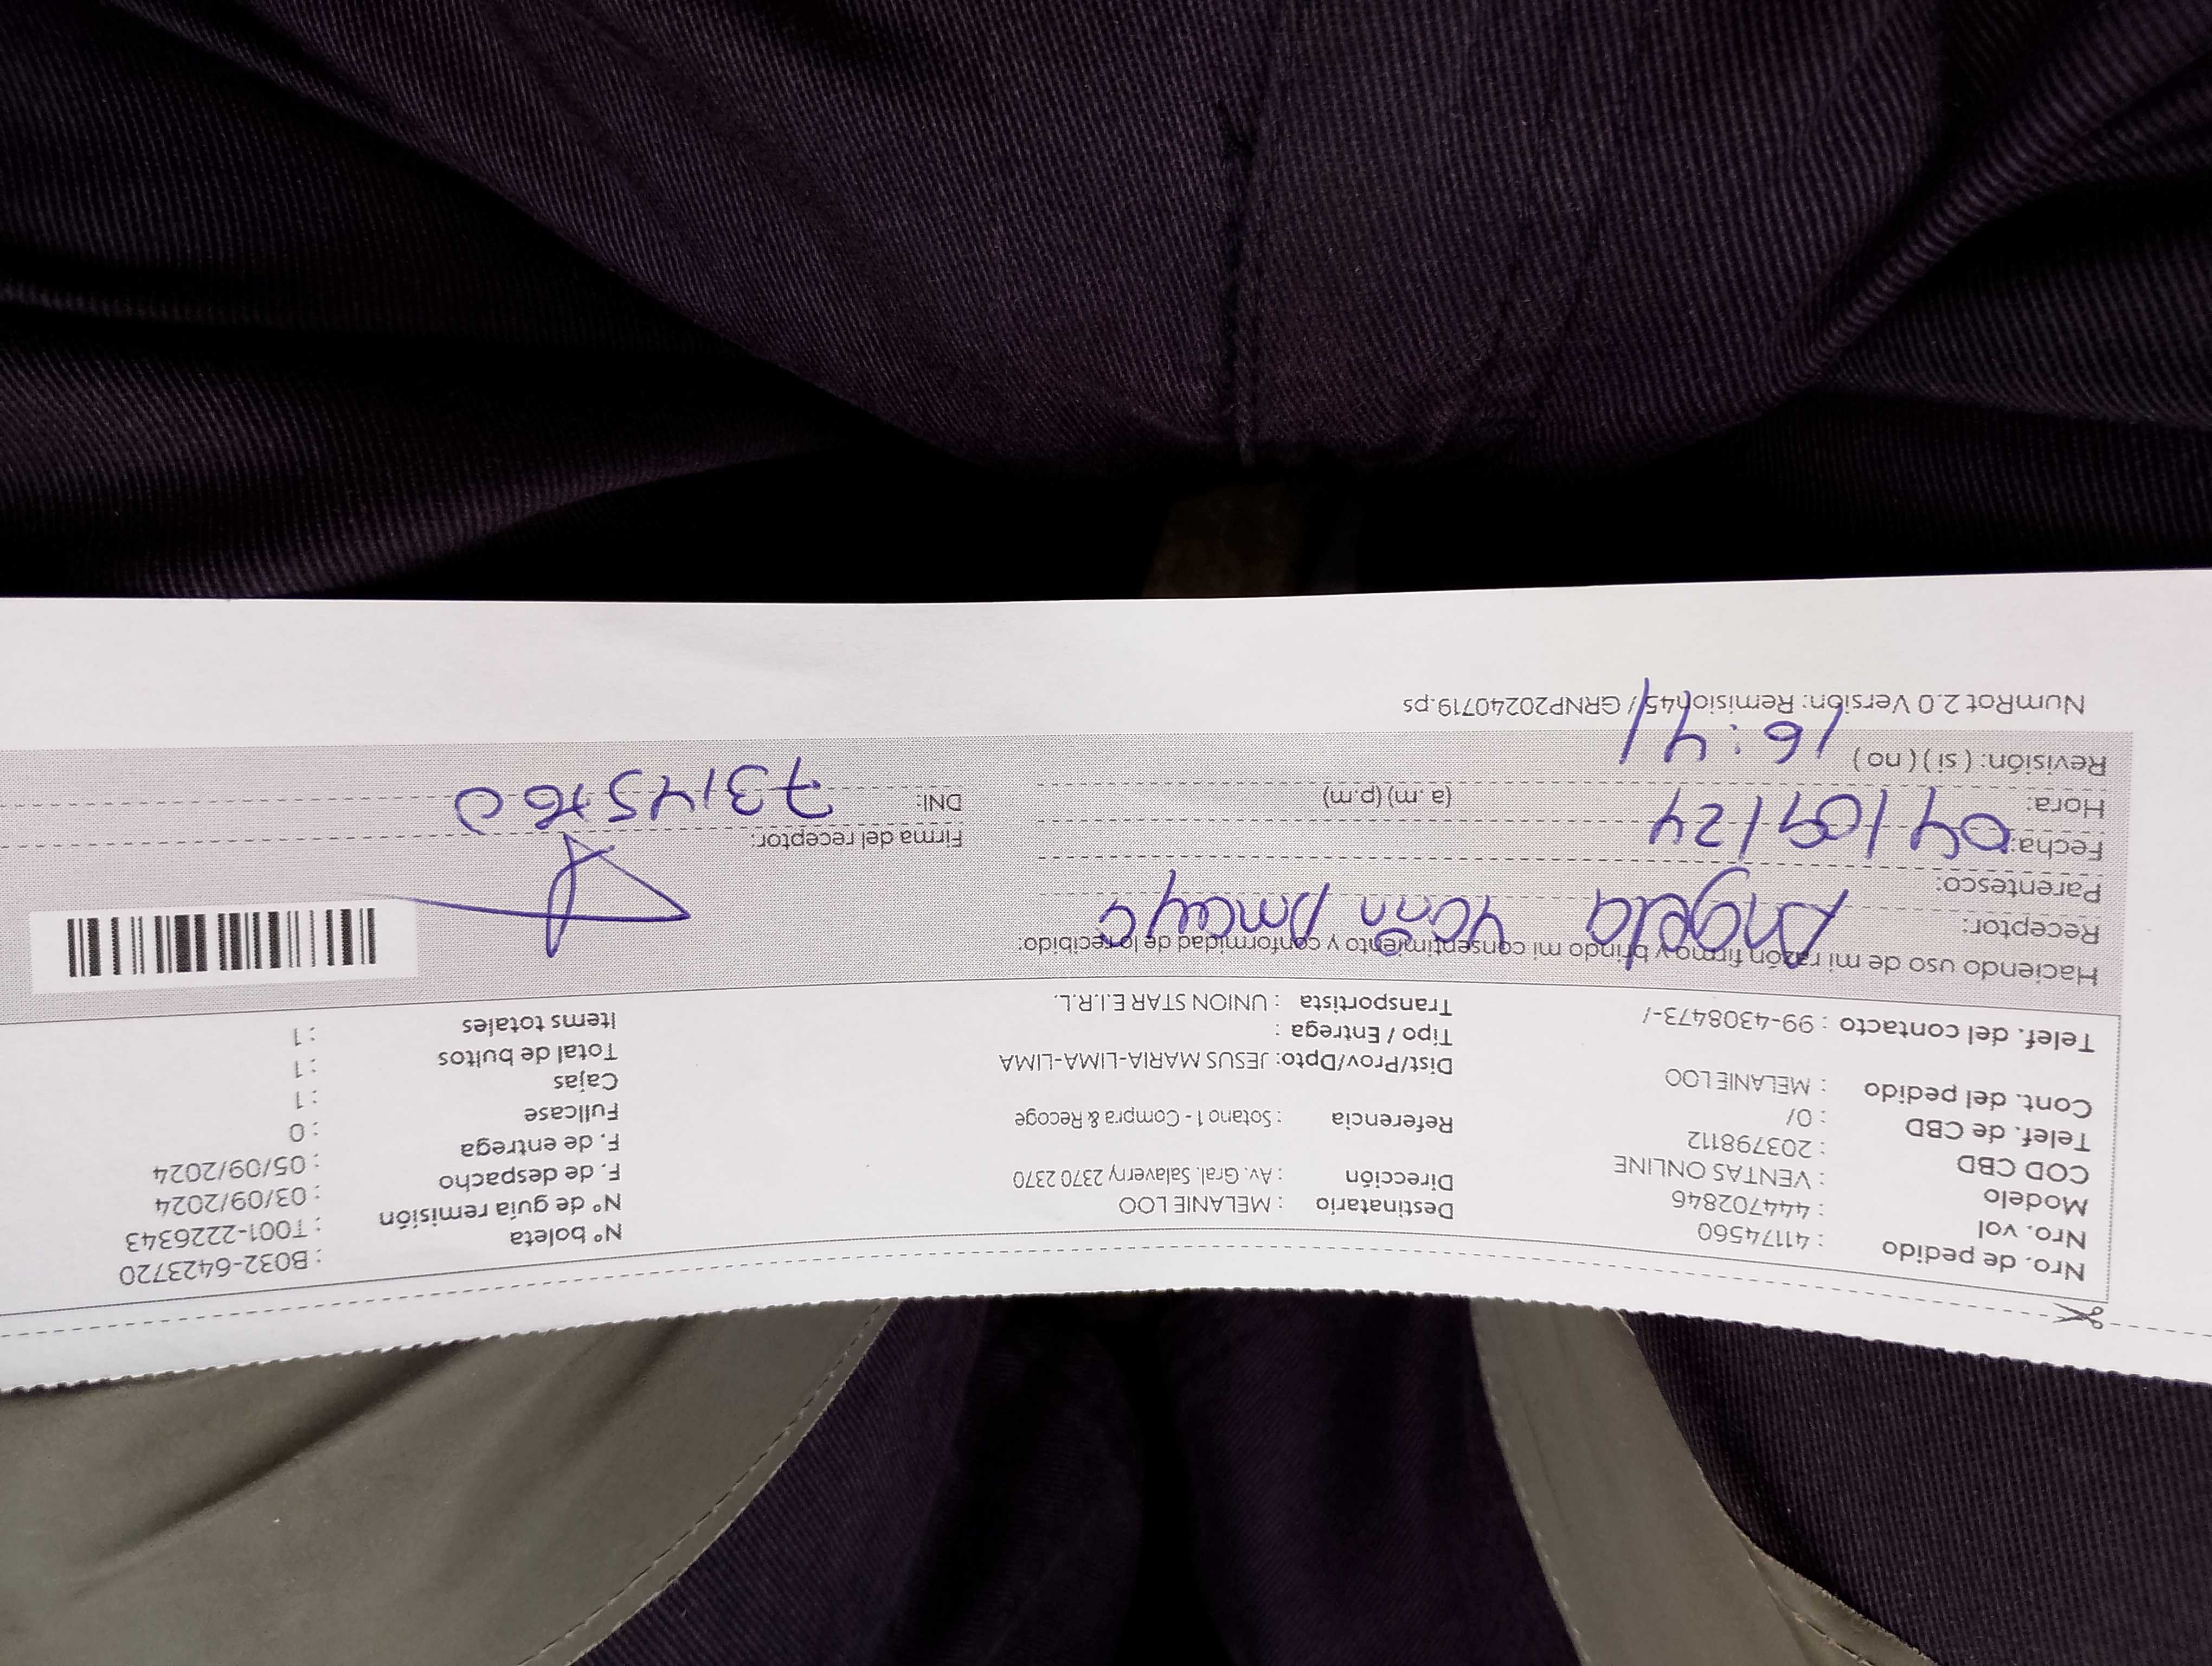 Nro. de pedido : 41174560
Nro. vol : 444702846
Modelo : VENTAS ONLINE
COD CBD : 203798112
Telef. de CBD : 0/
Cont. del pedido : MELANIE LOO
Telef. del contacto : 99-4308473-/
Destinatario : MELANIE LOO
Dirección : Av. Gral. Salaverry 2370 2370
Referencia : Sotano 1 - Compra & Recoge
Dist/Prov/Dpto: JESUS MARIA-LIMA-LIMA
Tipo / Entrega :
Transportista : UNION STAR E.I.R.L.
N° boleta : B032-6423720
N° de guía remisión : T001-2226343
F. de despacho : 03/09/2024
F. de entrega : 05/09/2024
Fullcase : 0
Cajas : 1
Total de bultos : 1
Items totales : 1
Haciendo uso de mi razón firmo y brindo mi consentimiento y conformidad de lo recibido:
Receptor: Angela
Parentesco:
Fecha: 04/09/24
Hora: 16:41 (a.m) (p.m)
Revisión: ( si ) ( no )
Firma del receptor:
DNI: 73145760
NumRot 2.0 Versión: Remision45 / GRNP20240719.ps